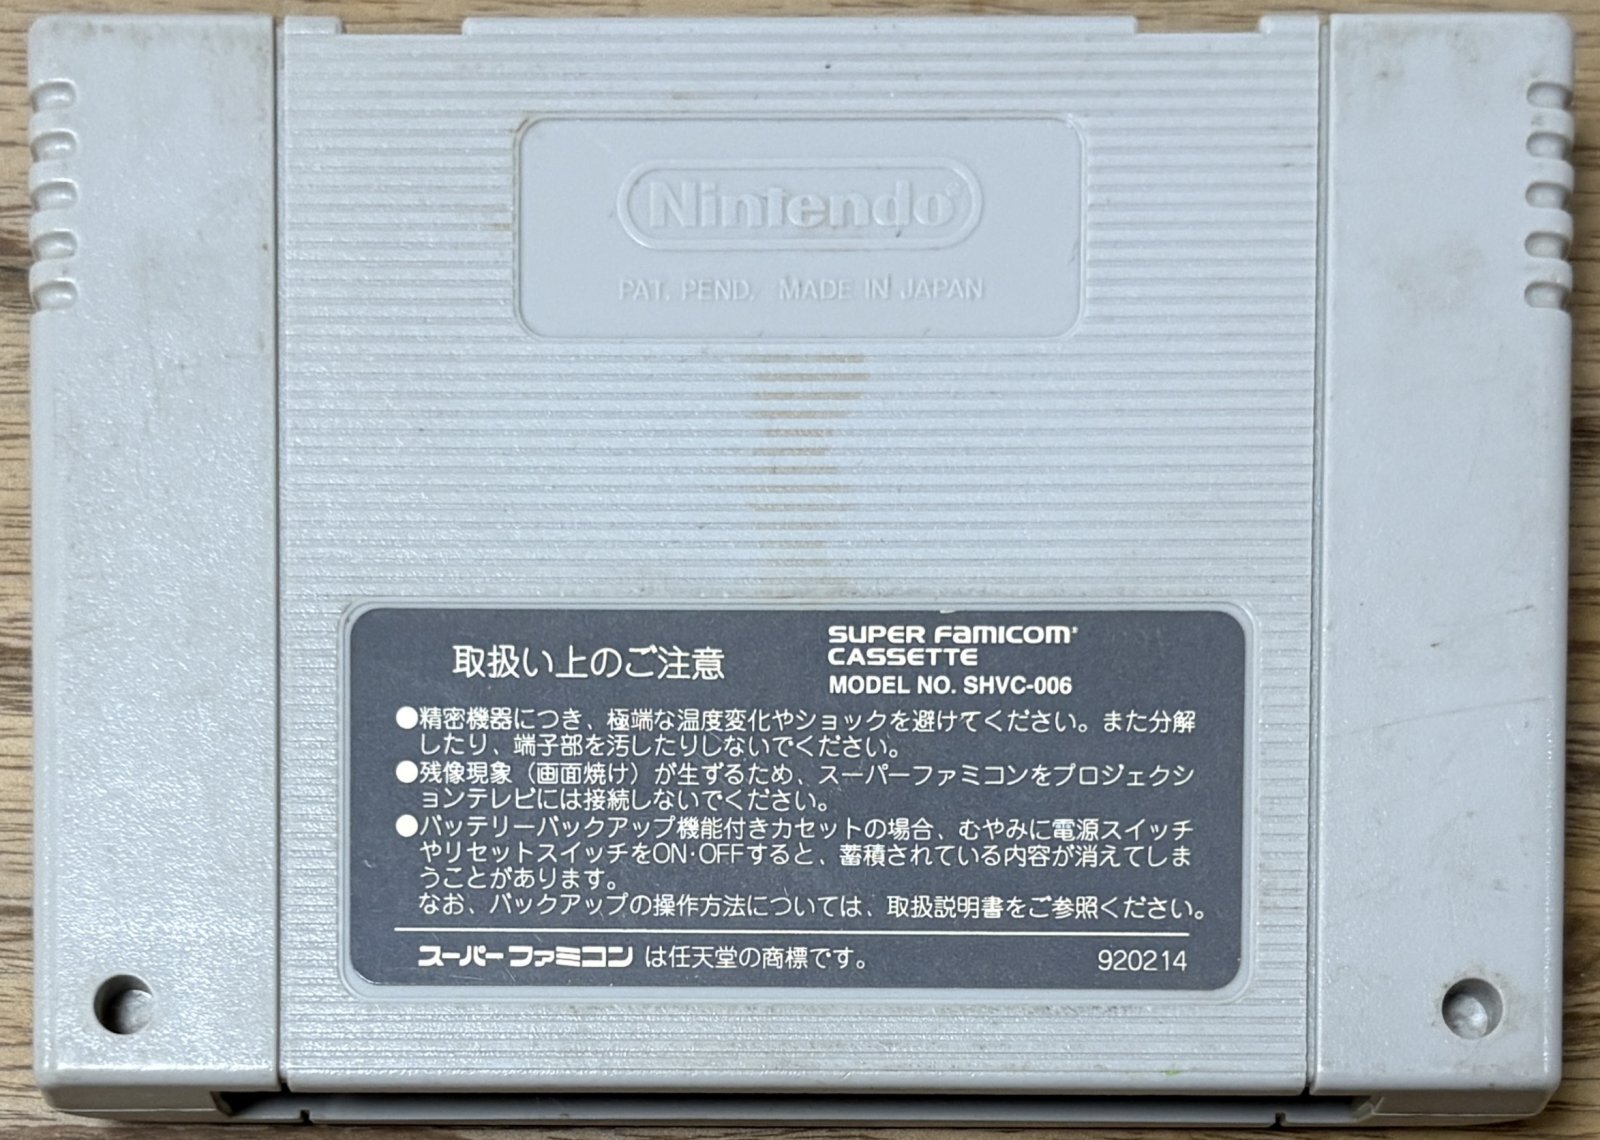 Nintendo®
PAT. PEND. MADE IN JAPAN
取扱い上のご注意
SUPER FAMICOM®
CASSETTE
MODEL NO. SHVC-006
●精密機器につき、極端な温度変化やショックを避けてください。また分解
したり、端子部を汚したりしないでください。
●残像現象（画面焼け）が生ずるため、スーパーファミコンをプロジェクシ
ョンテレビには接続しないでください。
●バッテリーバックアップ機能付きカセットの場合、むやみに電源スイッチ
やリセットスイッチをON・OFFすると、蓄積されている内容が消えてしま
うことがあります。
なお、バックアップの操作方法については、取扱説明書をご参照ください。
スーパーファミコン は任天堂の商標です。
920214